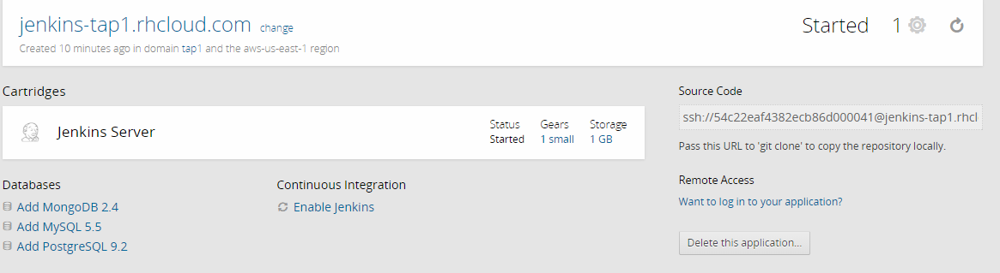 jenkins-tap1.rhcloud.com change
Started 1
Created 10 minutes ago in domain tap1 and the aws-us-east-1 region
Cartridges
Jenkins Server
Status Gears Storage
Started 1 small 1 GB
Databases
Add MongoDB 2.4
Add MySQL 5.5
Add PostgreSQL 9.2
Continuous Integration
Enable Jenkins
Source Code
ssh://54c22eaf4382ecb86d000041@jenkins-tap1.rhcl
Pass this URL to 'git clone' to copy the repository locally.
Remote Access
Want to log in to your application?
Delete this application...